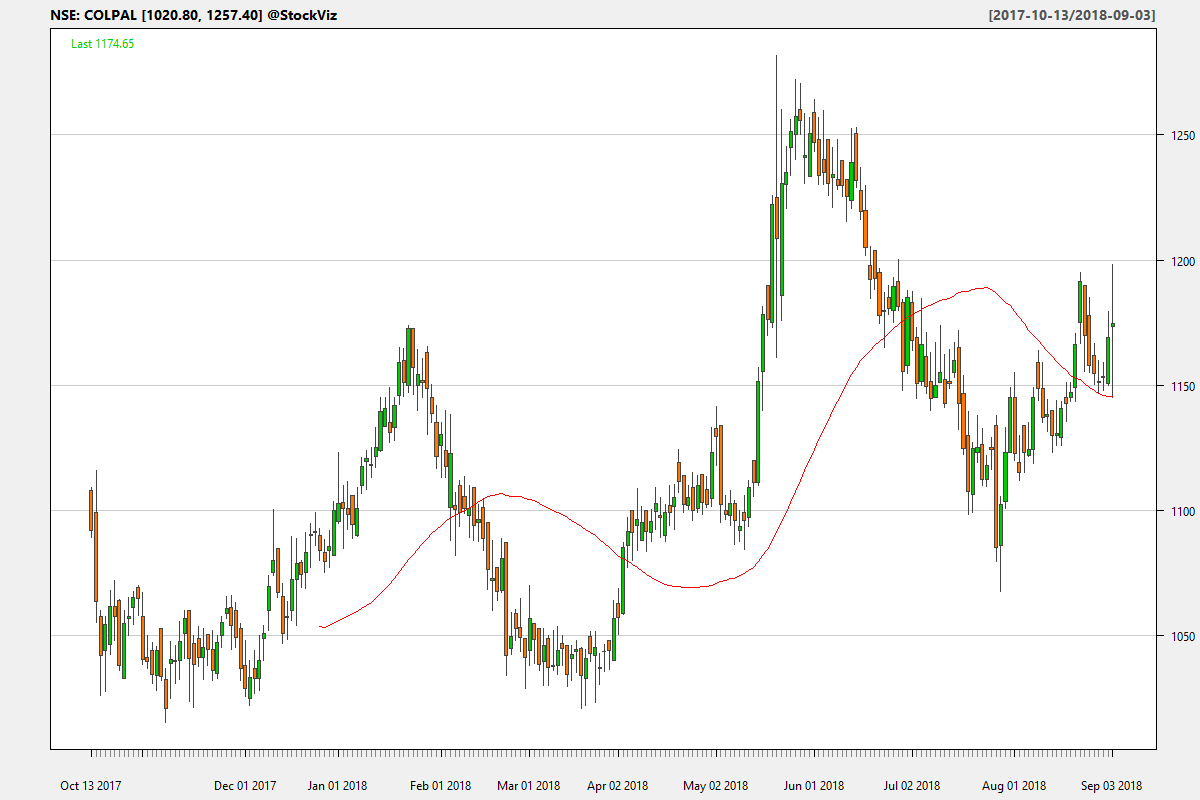 NSE: COLPAL [1020.80, 1257.40] @StockViz
[2017-10-13/2018-09-03]
Last 1174.65
1250
1200
1150
1100
1050
Oct 13 2017 Dec 01 2017 Jan 01 2018 Feb 01 2018 Mar 01 2018 Apr 02 2018 May 02 2018 Jun 01 2018 Jul 02 2018 Aug 01 2018 Sep 03 2018